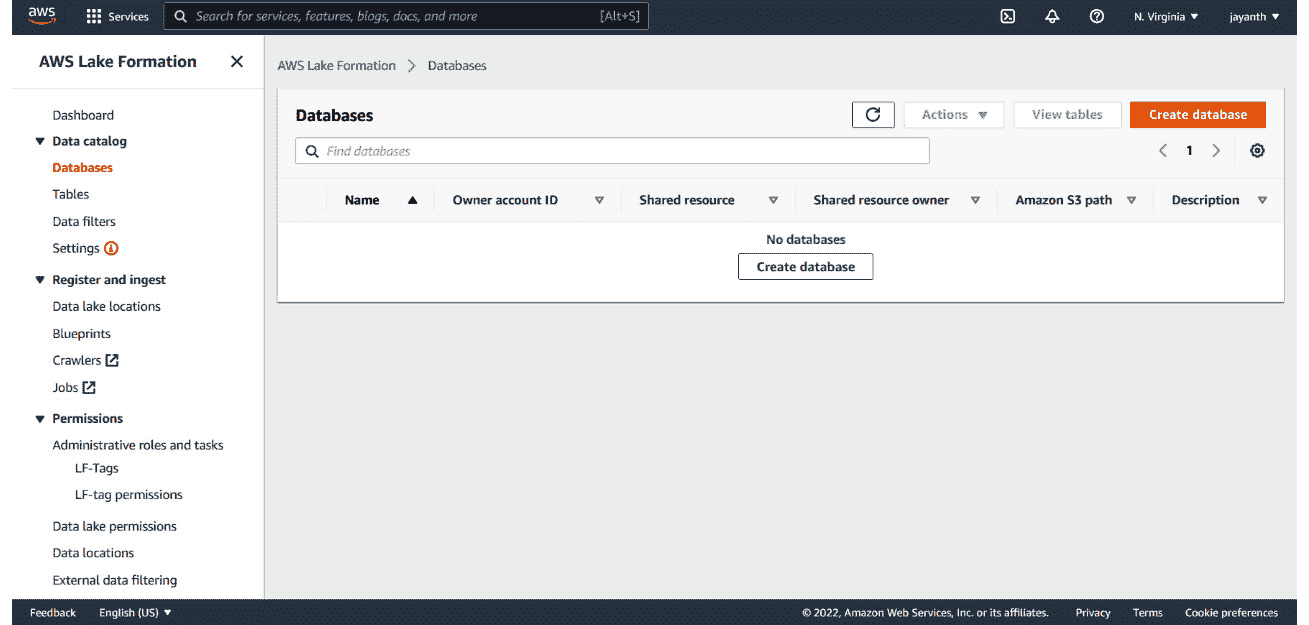 aws Services Search for services, features, blogs, docs, and more [Alt+S] N. Virginia jayanth
AWS Lake Formation
Dashboard
Data catalog
Databases
Tables
Data filters
Settings
Register and ingest
Data lake locations
Blueprints
Crawlers
Jobs
Permissions
Administrative roles and tasks
LF-Tags
LF-tag permissions
Data lake permissions
Data locations
External data filtering
AWS Lake Formation > Databases
Databases Actions View tables Create database
Find databases 1
Name Owner account ID Shared resource Shared resource owner Amazon S3 path Description
No databases
Create database
Feedback English (US) © 2022, Amazon Web Services, Inc. or its affiliates. Privacy Terms Cookie preferences